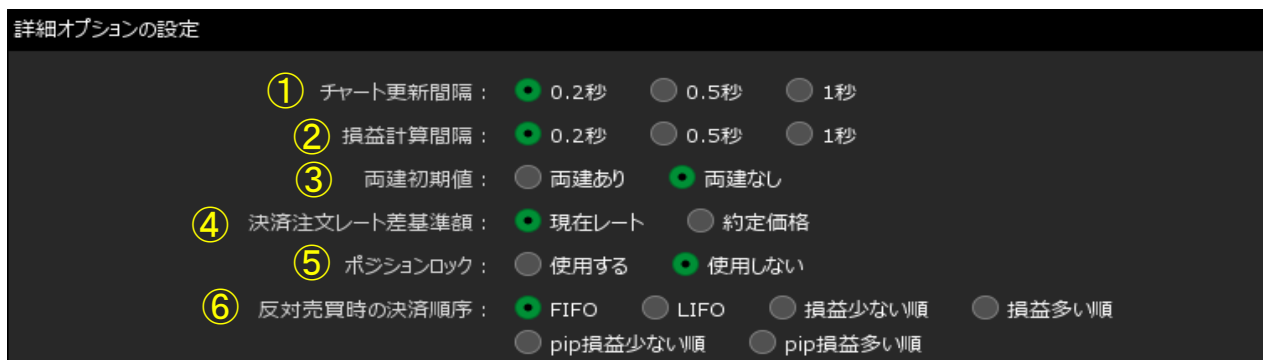 詳細オプションの設定
① チャート更新間隔： 0.2秒 0.5秒 1秒
② 損益計算間隔： 0.2秒 0.5秒 1秒
③ 両建初期値： 両建あり 両建なし
④ 決済注文レート差基準額： 現在レート 約定価格
⑤ ポジションロック： 使用する 使用しない
⑥ 反対売買時の決済順序： FIFO LIFO 損益少ない順 損益多い順
pip損益少ない順 pip損益多い順